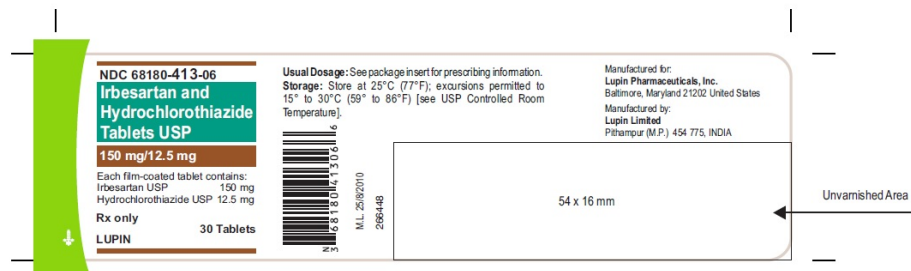 NDC 68180-413-06
Irbesartan and
Hydrochlorothiazide
Tablets USP
150 mg/12.5 mg
Each film-coated tablet contains:
Irbesartan USP 150 mg
Hydrochlorothiazide USP 12.5 mg
Rx only
30 Tablets
LUPIN
Usual Dosage: See package insert for prescribing information.
Storage: Store at 25°C (77°F); excursions permitted to
15° to 30°C (59° to 86°F) [see USP Controlled Room
Temperature].
N
3 68180 41306 6
M.L. 25/8/2010
266448
Manufactured for:
Lupin Pharmaceuticals, Inc.
Baltimore, Maryland 21202 United States
Manufactured by:
Lupin Limited
Pithampur (M.P.) 454 775, INDIA
54 x 16 mm
Unvarnished Area